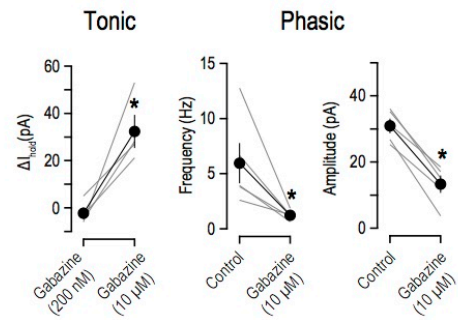 Tonic
Phasic
ΔI_hold(pA)
60
40
20
0
*
Gabazine
(200 nM)
Gabazine
(10 µM)
Frequency (Hz)
15
10
5
0
*
Control
Gabazine
(10 µM)
Amplitude (pA)
40
20
0
*
Control
Gabazine
(10 µM)